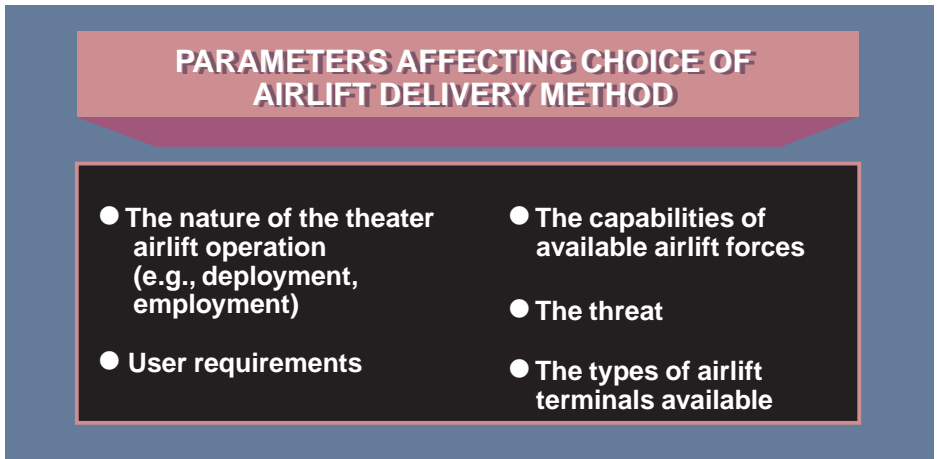 PARAMETERS AFFECTING CHOICE OF
AIRLIFT DELIVERY METHOD
● The nature of the theater
airlift operation
(e.g., deployment,
employment)
● User requirements
● The capabilities of
available airlift forces
● The threat
● The types of airlift
terminals available